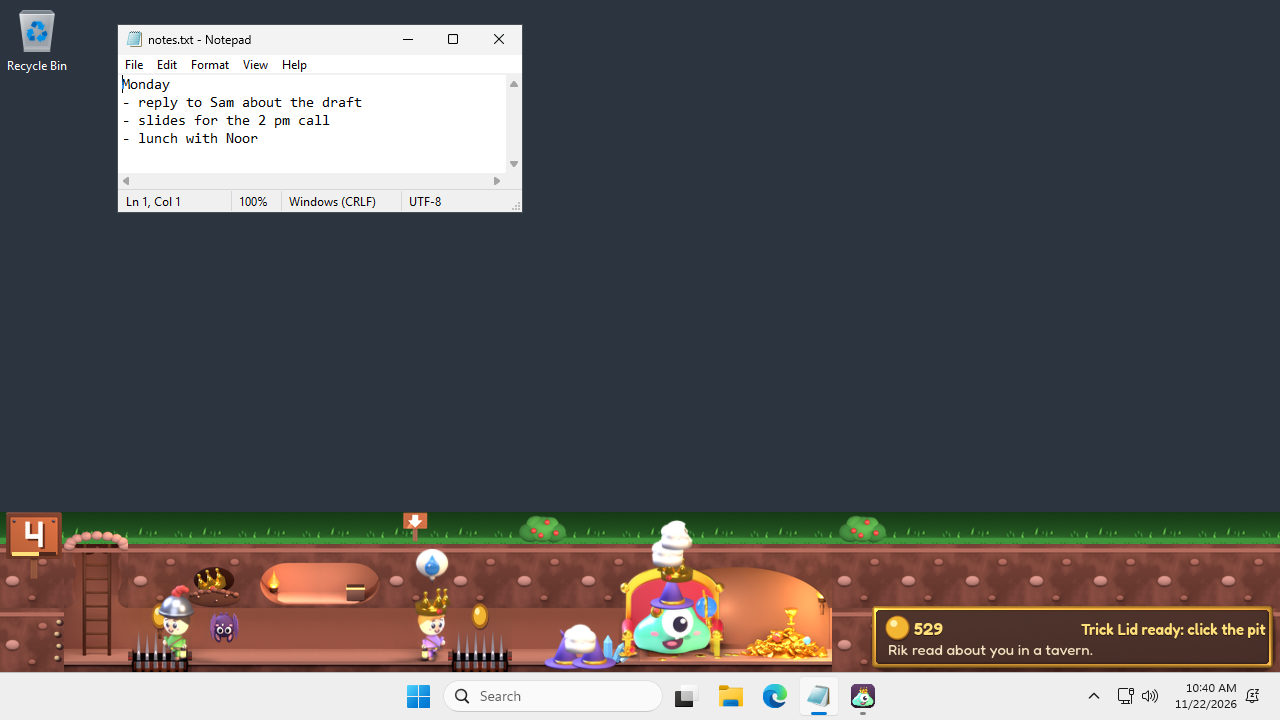 Recycle Bin
notes.txt - Notepad
File Edit Format View Help
Monday
- reply to Sam about the draft
- slides for the 2 pm call
- lunch with Noor
Ln 1, Col 1 100% Windows (CRLF) UTF-8
4
529 Trick Lid ready: click the pit
Rik read about you in a tavern.
Search
10:40 AM
11/22/2026